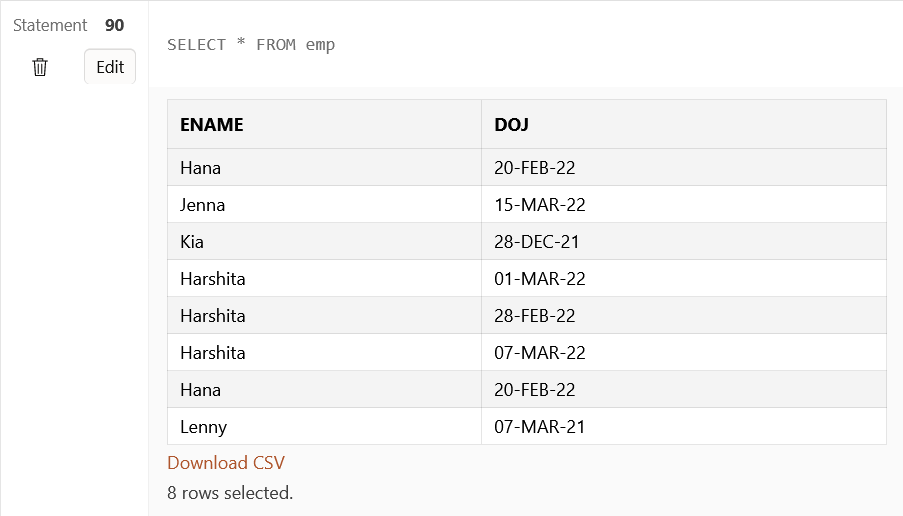 Statement 90
Edit
SELECT * FROM emp
ENAME DOJ
Hana 20-FEB-22
Jenna 15-MAR-22
Kia 28-DEC-21
Harshita 01-MAR-22
Harshita 28-FEB-22
Harshita 07-MAR-22
Hana 20-FEB-22
Lenny 07-MAR-21
Download CSV
8 rows selected.